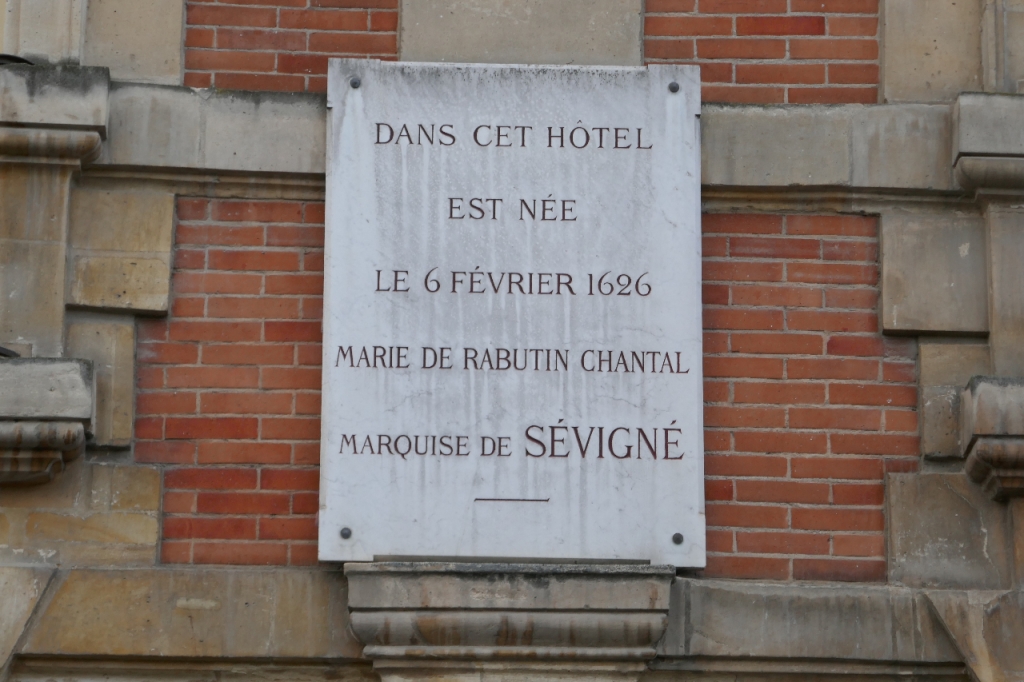 DANS CET HÔTEL
EST NÉE
LE 6 FÉVRIER 1626
MARIE DE RABUTIN CHANTAL
MARQUISE DE SÉVIGNÉ